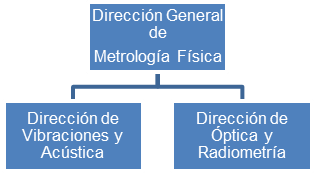 Dirección General
de
Metrología Física
Dirección de
Vibraciones y
Acústica
Dirección de
Óptica y
Radiometría